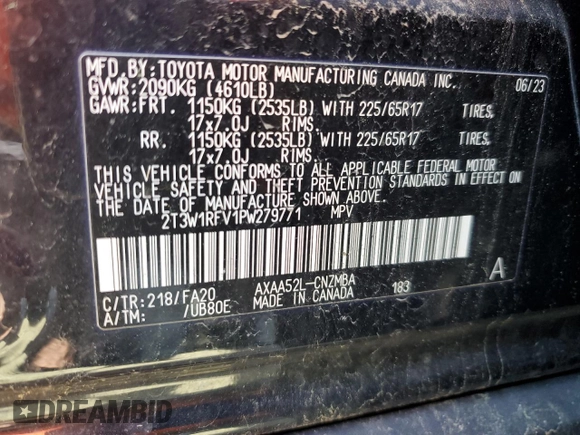 MFD.BY:TOYOTA MOTOR MANUFACTURING CANADA INC. 06/23
GVWR:2090KG (4610LB)
GAWR:FRT. 1150KG (2535LB) WITH 225/65R17 TIRES,
17x7.0J RIMS.
RR. 1150KG (2535LB) WITH 225/65R17 TIRES,
17x7.0J RIMS.
THIS VEHICLE CONFORMS TO ALL APPLICABLE FEDERAL MOTOR
VEHICLE SAFETY AND THEFT PREVENTION STANDARDS IN EFFECT ON
THE DATE OF MANUFACTURE SHOWN ABOVE.
2T3W1RFV1PW279771 MPV
C/TR:218/FA20 AXAA52L-CNZMBA 183 A
A/TM: /UB80E MADE IN CANADA
DREAMBID